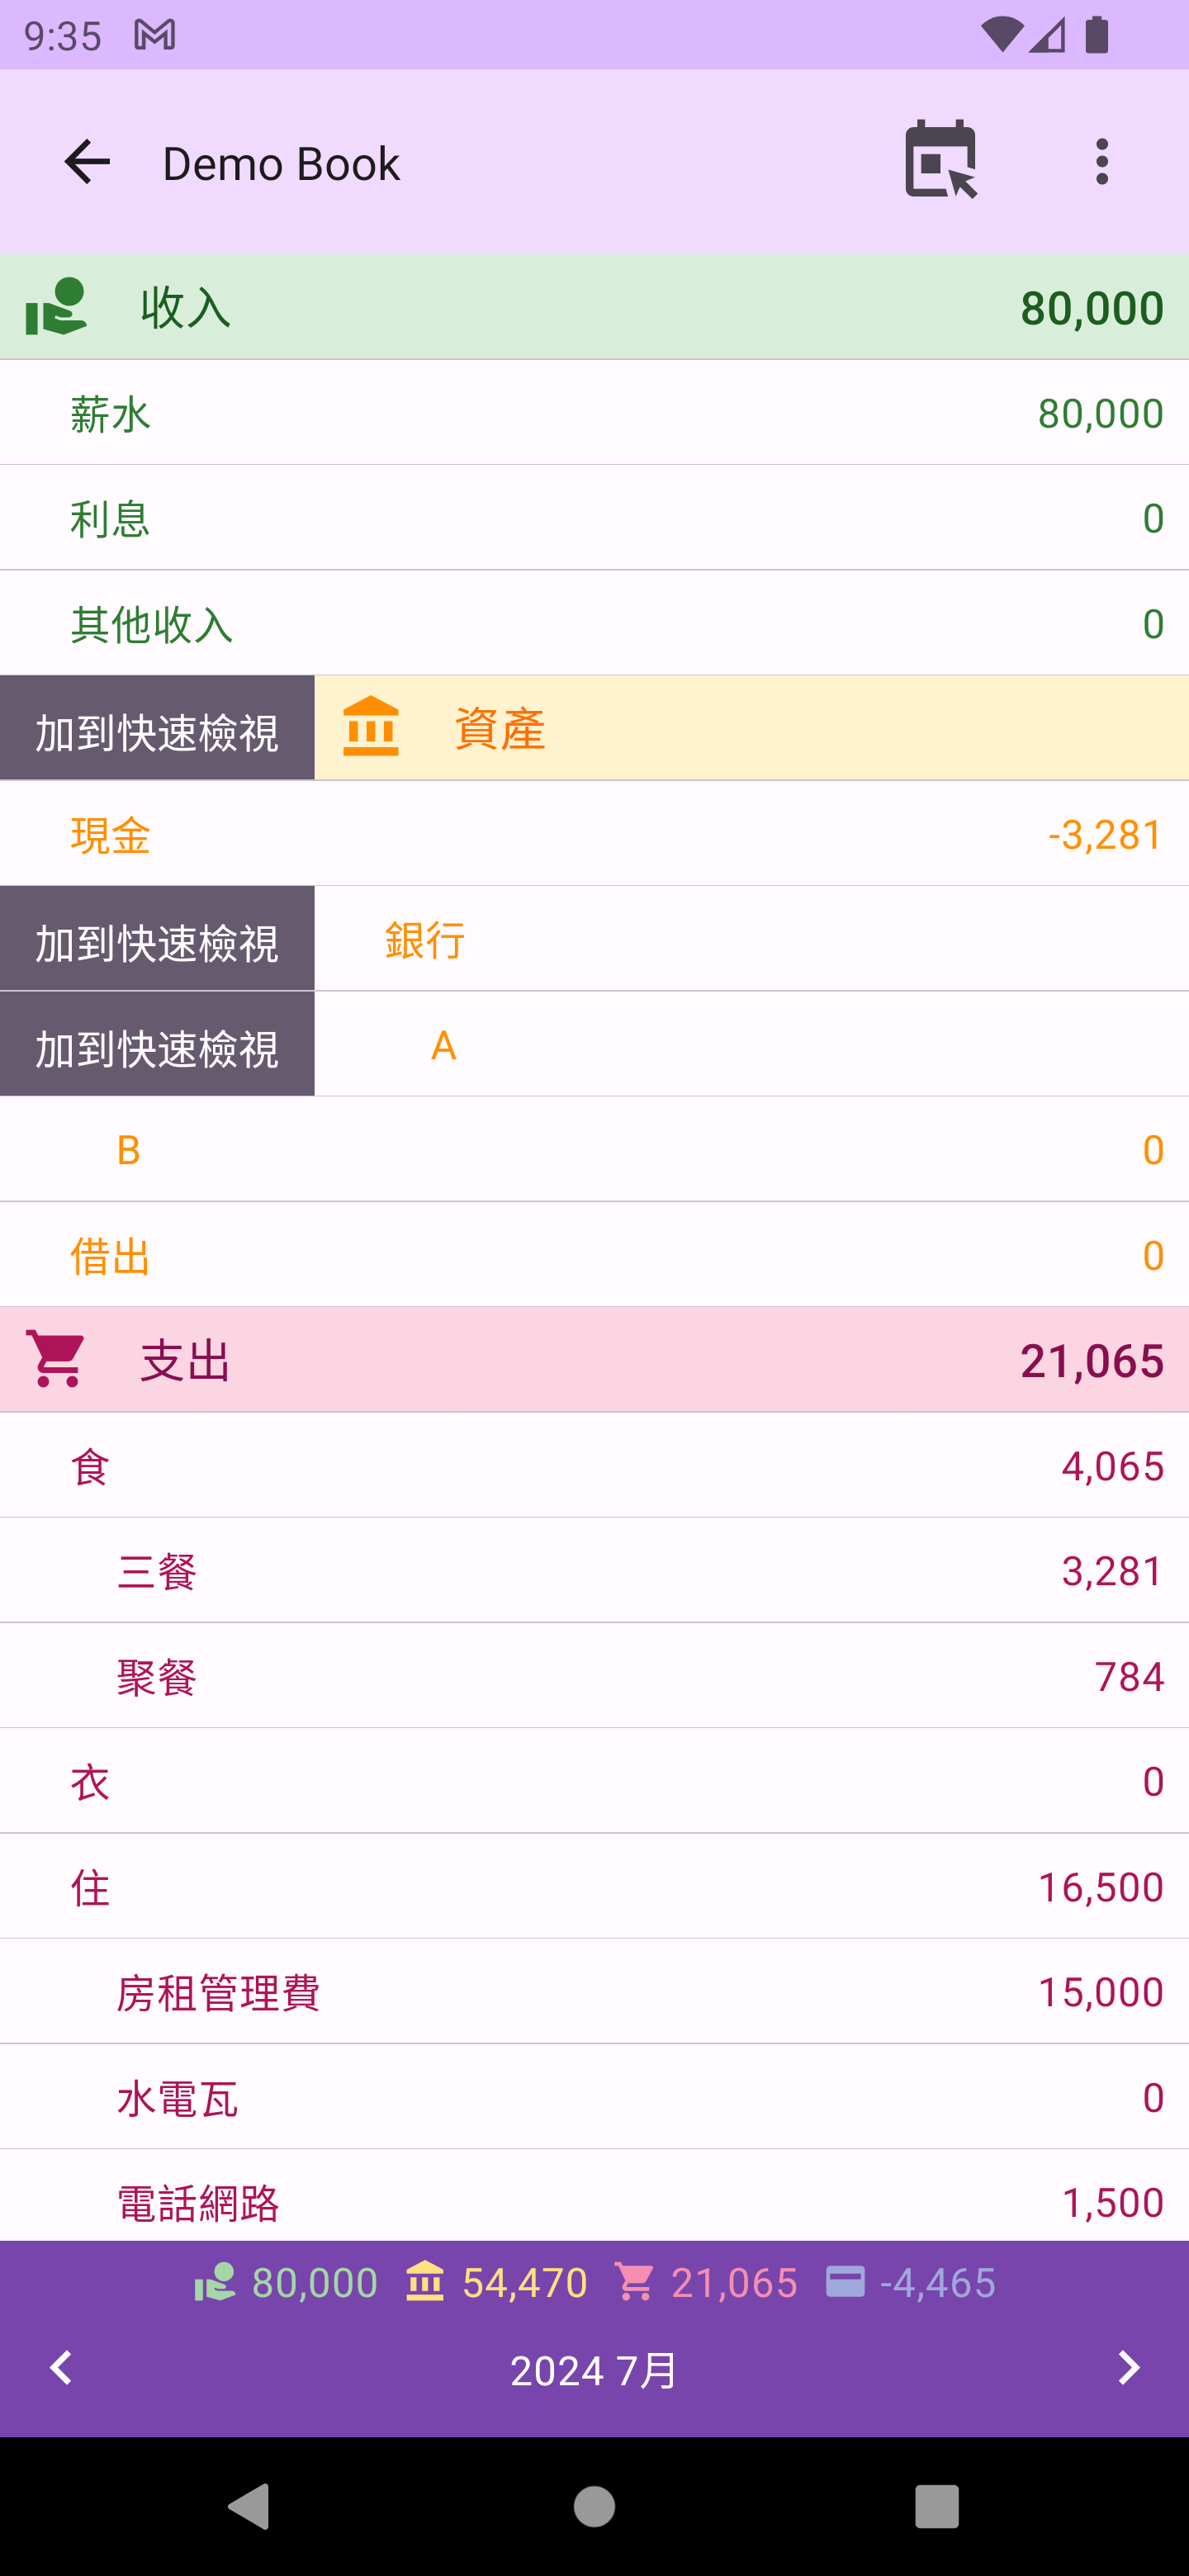 9:35
Demo Book
收入 80,000
薪水 80,000
利息 0
其他收入 0
加到快速檢視 資產
現金 -3,281
加到快速檢視 銀行
加到快速檢視 A
B 0
借出 0
支出 21,065
食 4,065
三餐 3,281
聚餐 784
衣 0
住 16,500
房租管理費 15,000
水電瓦 0
電話網路 1,500
80,000 54,470 21,065 -4,465
2024 7月